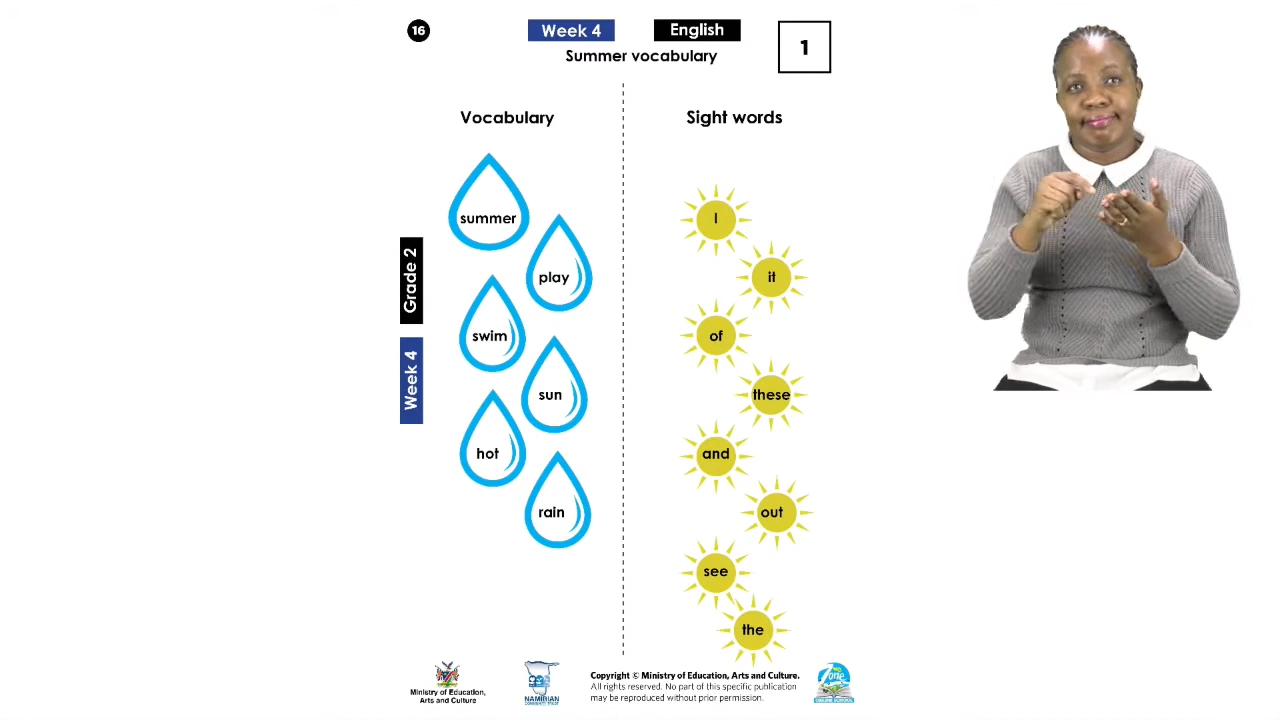 16
Week 4
English
1
Summer vocabulary
Vocabulary
Sight words
summer
play
swim
sun
hot
rain
I
it
of
these
and
out
see
the
Grade 2
Week 4
Ministry of Education,
Arts and Culture
NAMIBIAN
Copyright © Ministry of Education, Arts and Culture.
All rights reserved. No part of this specific publication
may be reproduced without prior permission.
one